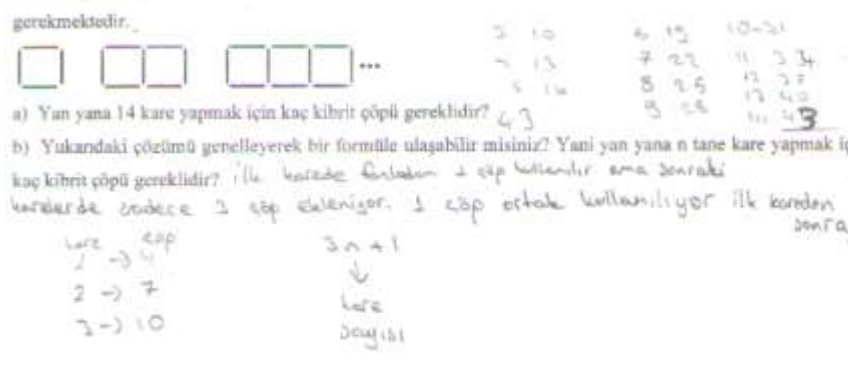 gerekmektedir.
...
3 10 6 19 10-31
13 7 22 11 34
8 25 12 37
9 28 13 40
43
a) Yan yana 14 kare yapmak için kaç kibrit çöpü gereklidir? 43
b) Yukarıdaki çözümü genelleyerek bir formüle ulaşabilir misiniz? Yani yan yana n tane kare yapmak
kaç kibrit çöpü gereklidir? ilk karede fazladan 1 çöp kullanılır ama sonraki
karelerde sadece 3 çöp ekleniyor. 1 çöp ortak kullanılıyor ilk kareden
sonra
kare çöp
1 -> 4
2 -> 7
3 -> 10
3n+1
↓
kare
sayısı